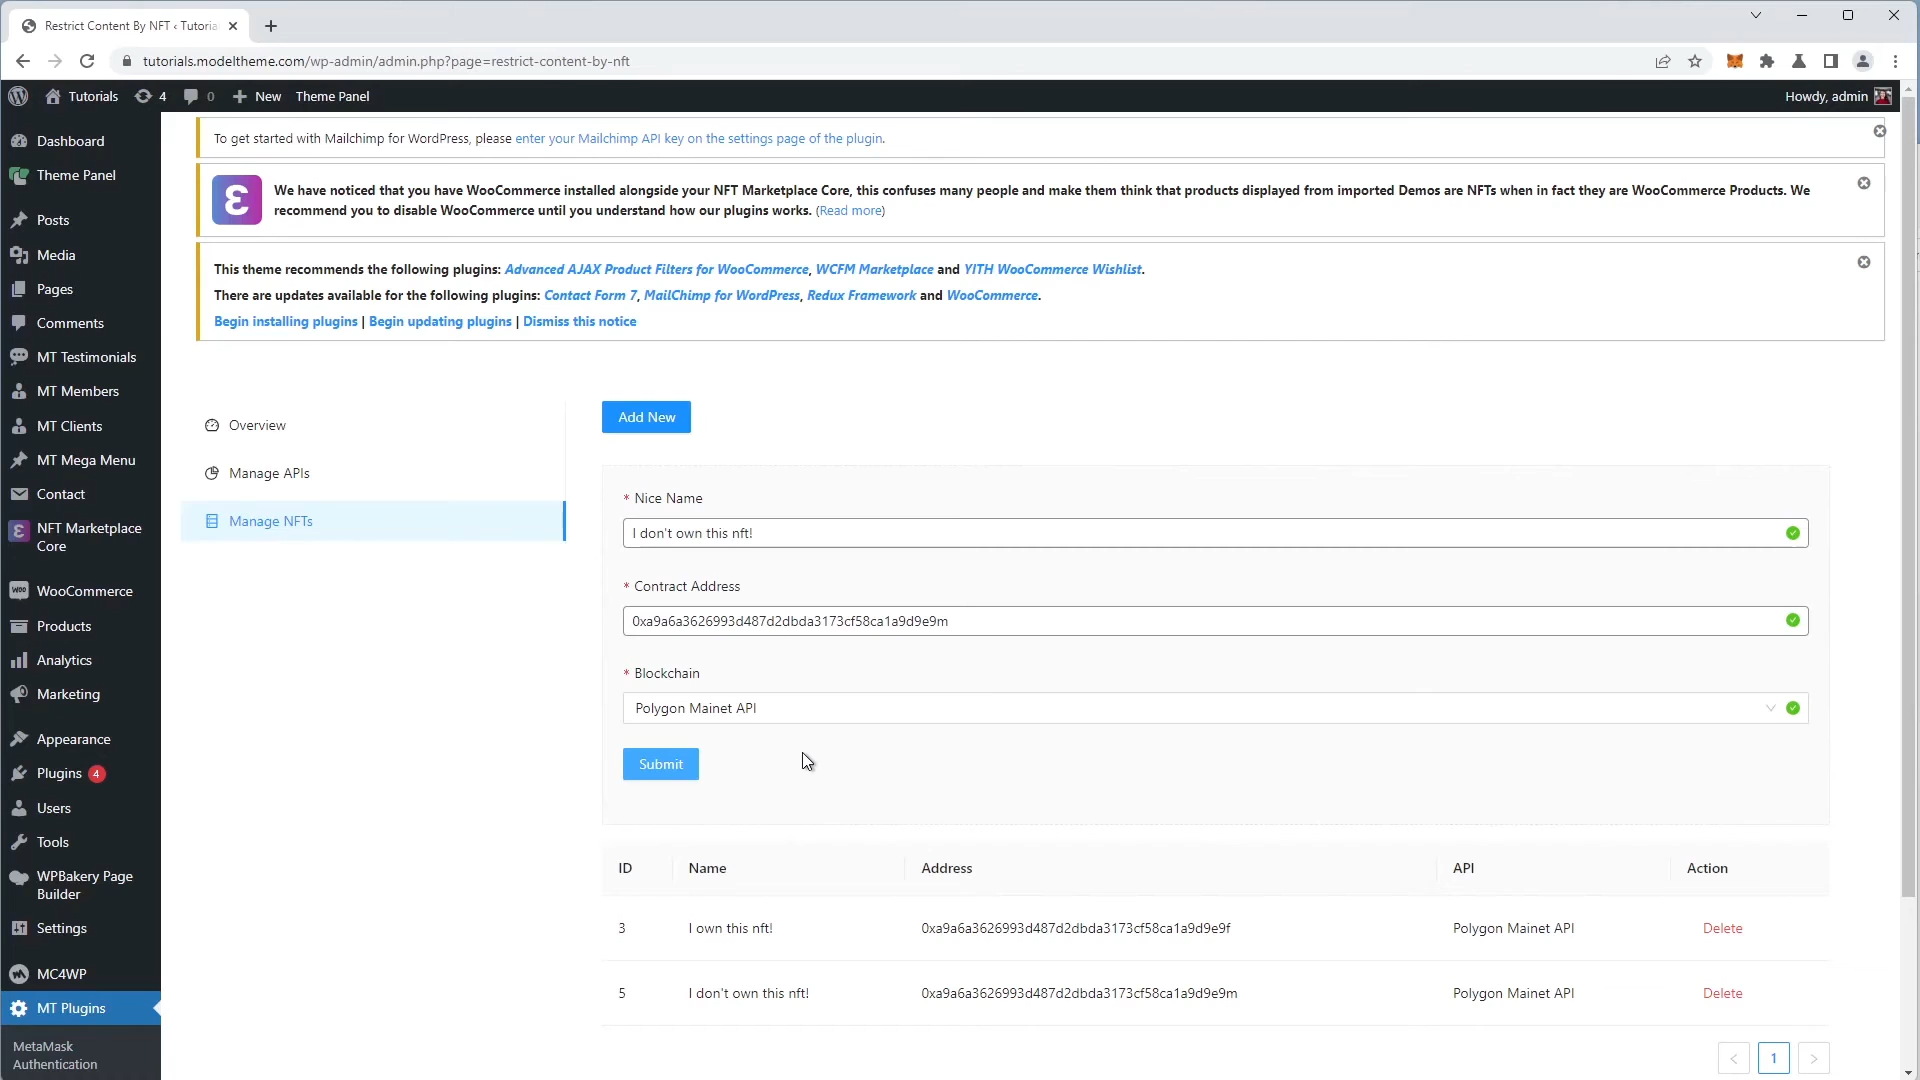 Restrict Content By NFT ‹ Tutoria
tutorials.modeltheme.com/wp-admin/admin.php?page=restrict-content-by-nft
Tutorials
4
0
New
Theme Panel
Howdy, admin
Dashboard
Theme Panel
Posts
Media
Pages
Comments
MT Testimonials
MT Members
MT Clients
MT Mega Menu
Contact
NFT Marketplace
Core
WooCommerce
Products
Analytics
Marketing
Appearance
Plugins 4
Users
Tools
WPBakery Page
Builder
Settings
MC4WP
MT Plugins
MetaMask
Authentication
To get started with Mailchimp for WordPress, please enter your Mailchimp API key on the settings page of the plugin.
We have noticed that you have WooCommerce installed alongside your NFT Marketplace Core, this confuses many people and make them think that products displayed from imported Demos are NFTs when in fact they are WooCommerce Products. We
recommend you to disable WooCommerce until you understand how our plugins works. (Read more)
This theme recommends the following plugins: Advanced AJAX Product Filters for WooCommerce, WCFM Marketplace and YITH WooCommerce Wishlist.
There are updates available for the following plugins: Contact Form 7, MailChimp for WordPress, Redux Framework and WooCommerce.
Begin installing plugins | Begin updating plugins | Dismiss this notice
Overview
Manage APIs
Manage NFTs
Add New
* Nice Name
I don't own this nft!
* Contract Address
0xa9a6a3626993d487d2dbda3173cf58ca1a9d9e9m
* Blockchain
Polygon Mainet API
Submit
ID Name Address API Action
3 I own this nft! 0xa9a6a3626993d487d2dbda3173cf58ca1a9d9e9f Polygon Mainet API Delete
5 I don't own this nft! 0xa9a6a3626993d487d2dbda3173cf58ca1a9d9e9m Polygon Mainet API Delete
< 1 >